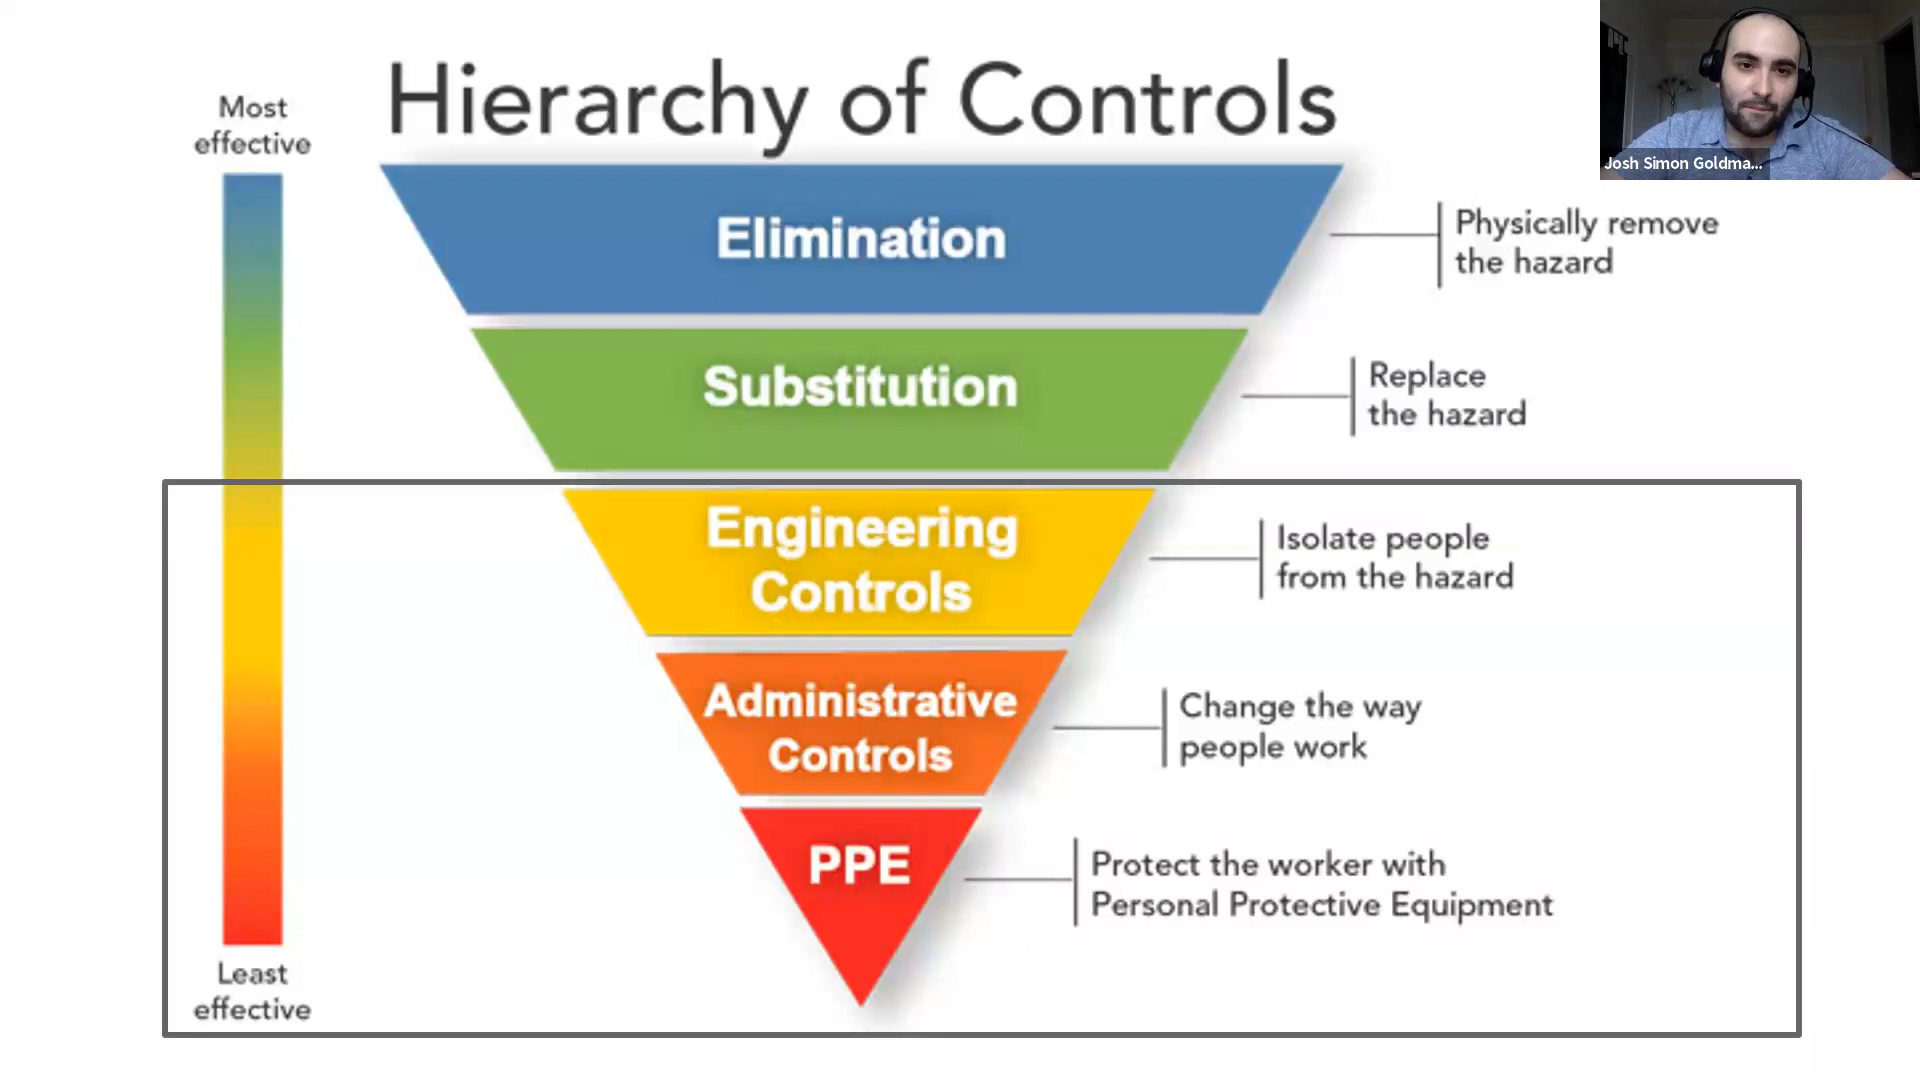 Hierarchy of Controls
Most
effective
Elimination
Physically remove
the hazard
Substitution
Replace
the hazard
Engineering
Controls
Isolate people
from the hazard
Administrative
Controls
Change the way
people work
PPE
Protect the worker with
Personal Protective Equipment
Least
effective
Josh Simon Goldma...